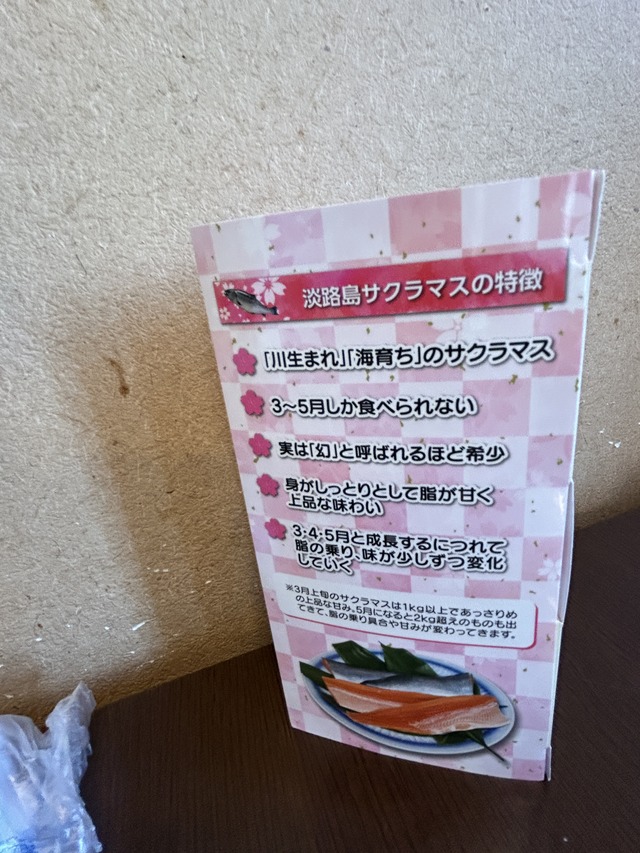 淡路島サクラマスの特徴
「川生まれ」「海育ち」のサクラマス
3～5月しか食べられない
実は「幻」と呼ばれるほど希少
身がしっとりとして脂が甘く
上品な味わい
3・4・5月と成長するにつれて
脂の乗り、味が少しずつ変化
していく
※3月上旬のサクラマスは1kg以上であっさりめ
の上品な甘み。5月になると2kg超えのものも出
てきて、脂の乗り具合や甘みが変わってきます。